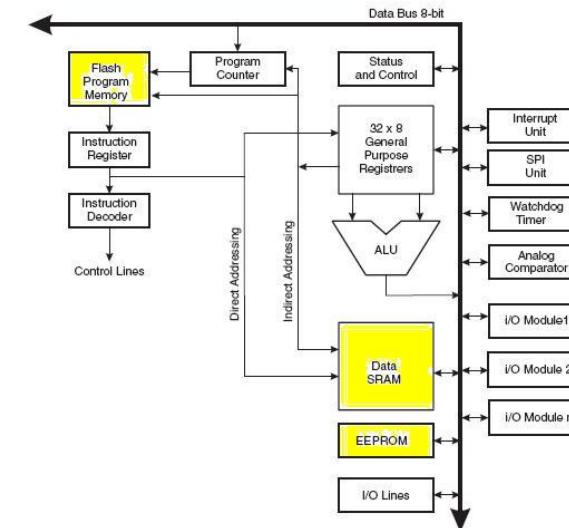 Data Bus 8-bit
Flash
Program
Memory
Program
Counter
Status
and Control
Instruction
Register
32 x 8
General
Purpose
Registrers
Interrupt
Unit
SPI
Unit
Instruction
Decoder
Watchdog
Timer
ALU
Analog
Comparator
Control Lines
Direct Addressing
Indirect Addressing
i/O Module1
Data
SRAM
i/O Module 2
i/O Module n
EEPROM
I/O Lines